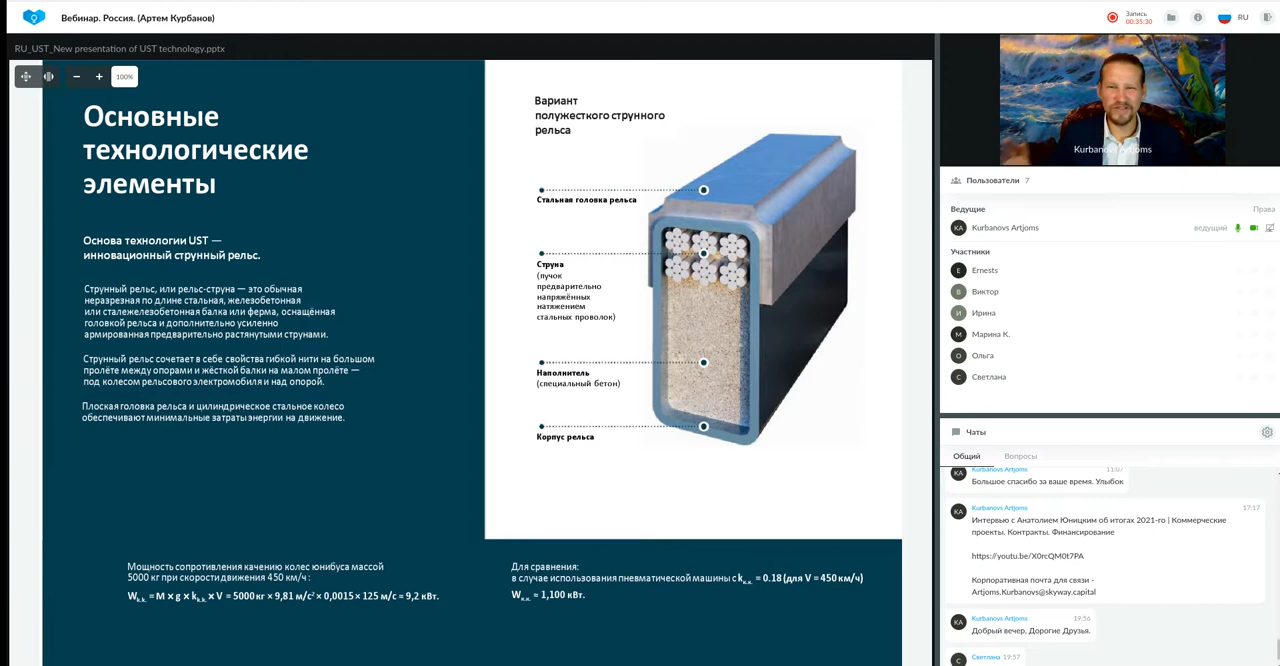 Вебинар. Россия. (Артем Курбанов)
Запись
00:35:30
RU
RU_UST_New presentation of UST technology.pptx
100%
Основные
технологические
элементы
Основа технологии UST —
инновационный струнный рельс.
Струнный рельс, или рельс-струна — это обычная
неразрезная по длине стальная, железобетонная
или сталежелезобетонная балка или ферма, оснащённая
головкой рельса и дополнительно усиленно
армированная предварительно растянутыми струнами.
Струнный рельс сочетает в себе свойства гибкой нити на большом
пролёте между опорами и жёсткой балки на малом пролёте —
под колесом рельсового электромобиля и над опорой.
Плоская головка рельса и цилиндрическое стальное колесо
обеспечивают минимальные затраты энергии на движение.
Вариант
полужесткого струнного
рельса
Стальная головка рельса
Струна
(пучок
предварительно
напряжённых
натяжением
стальных проволок)
Наполнитель
(специальный бетон)
Корпус рельса
Мощность сопротивления качению колес юнибуса массой
5000 кг при скорости движения 450 км/ч :
Wk.k. = M × g × kk.k. × V = 5000 кг × 9,81 м/с² × 0,0015 × 125 м/с = 9,2 кВт.
Для сравнения:
в случае использования пневматической машины с kк.к. = 0.18 (для V = 450 км/ч)
Wк.к. ≈ 1,100 кВт.
Kurbanovs Artjoms
Пользователи 7
Ведущие
Права
KA
Kurbanovs Artjoms
ведущий
Участники
E
Ernests
В
Виктор
И
Ирина
М
Марина К.
О
Ольга
С
Светлана
Чаты
Общий
Вопросы
KA
Kurbanovs Artjoms
11:07
Большое спасибо за ваше время. Улыбок
KA
Kurbanovs Artjoms
17:17
Интервью с Анатолием Юницким об итогах 2021-го | Коммерческие
проекты. Контракты. Финансирование
https://youtu.be/X0rcQM0t7PA
Корпоративная почта для связи -
Artjoms.Kurbanovs@skyway.capital
KA
Kurbanovs Artjoms
19:56
Добрый вечер, Дорогие Друзья.
С
Светлана 19:57